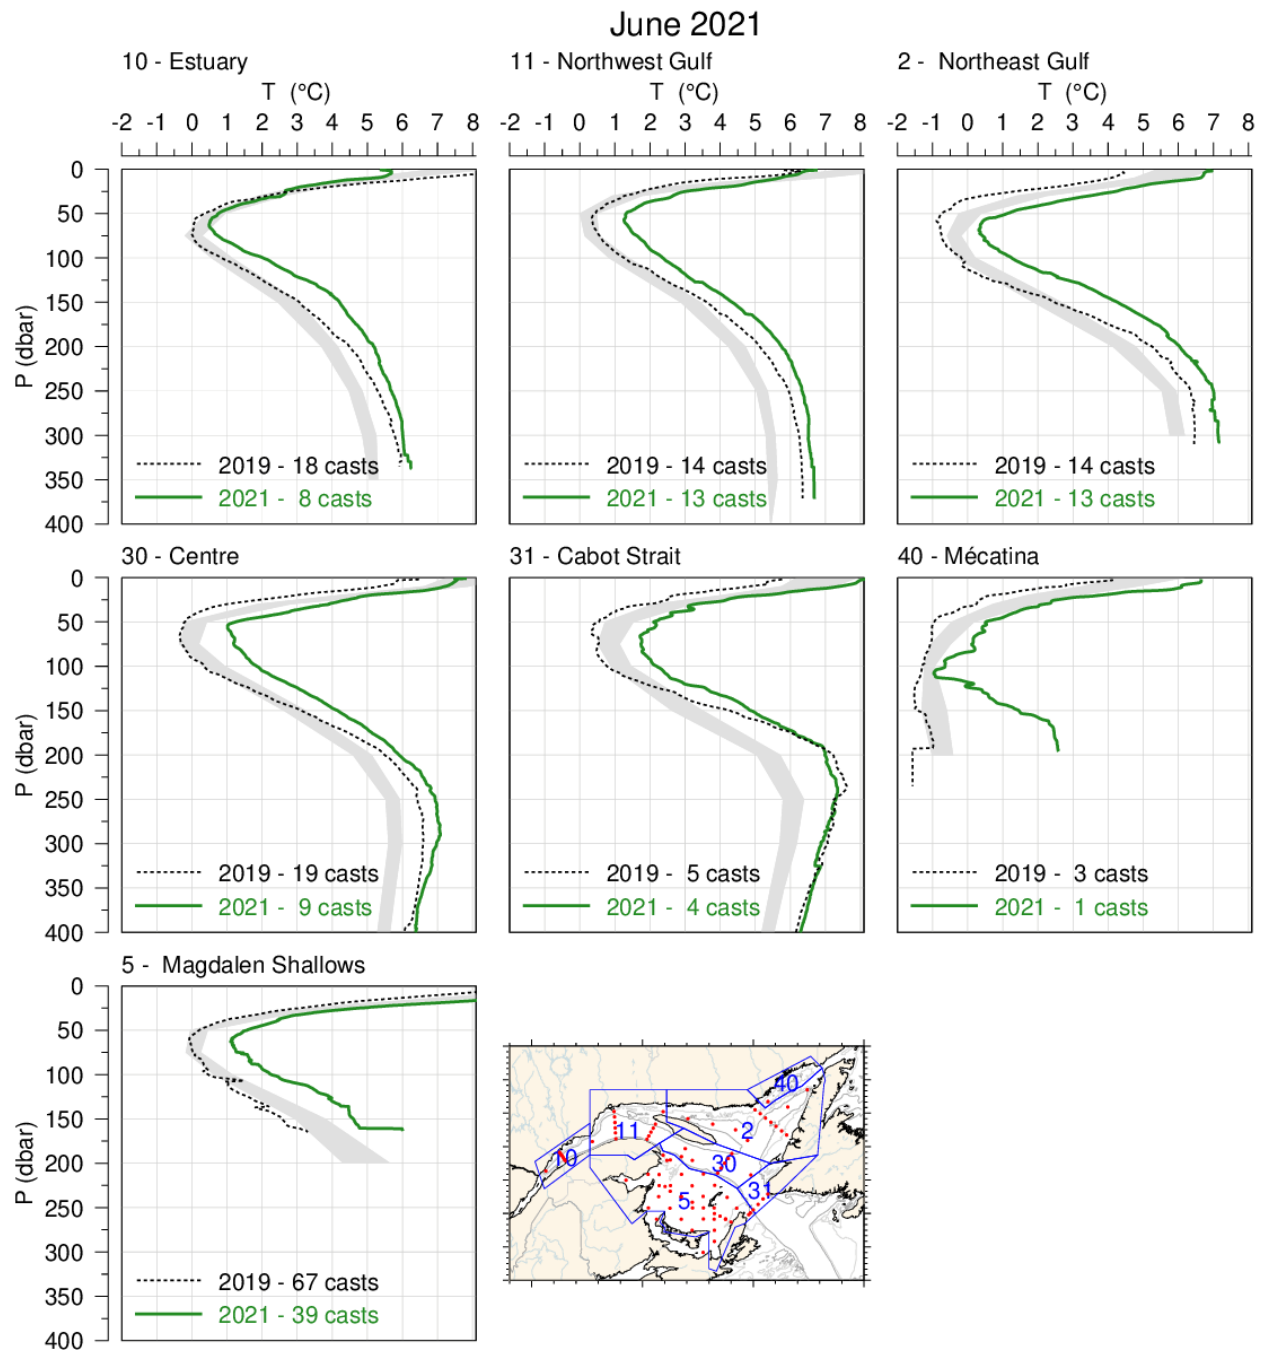 June 2021
10 - Estuary
11 - Northwest Gulf
2 - Northeast Gulf
T (°C)
T (°C)
T (°C)
-2 -1 0 1 2 3 4 5 6 7 8
-2 -1 0 1 2 3 4 5 6 7 8
-2 -1 0 1 2 3 4 5 6 7 8
P (dbar)
0
50
100
150
200
250
300
350
400
2019 - 18 casts
2021 - 8 casts
2019 - 14 casts
2021 - 13 casts
2019 - 14 casts
2021 - 13 casts
30 - Centre
31 - Cabot Strait
40 - Mécatina
P (dbar)
0
50
100
150
200
250
300
350
400
2019 - 19 casts
2021 - 9 casts
2019 - 5 casts
2021 - 4 casts
2019 - 3 casts
2021 - 1 casts
5 - Magdalen Shallows
P (dbar)
0
50
100
150
200
250
300
350
400
2019 - 67 casts
2021 - 39 casts
40
11
2
10
30
31
5